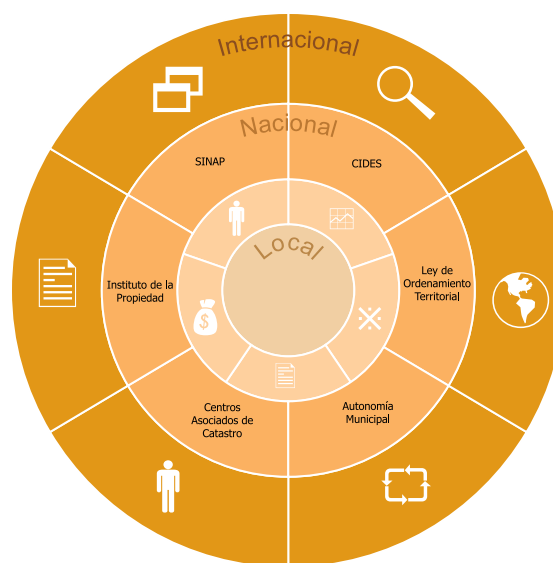 Internacional
Nacional
SINAP
CIDES
Local
Instituto de la
Propiedad
Ley de
Ordenamiento
Territorial
$
Centros
Asociados de
Catastro
Autonomía
Municipal